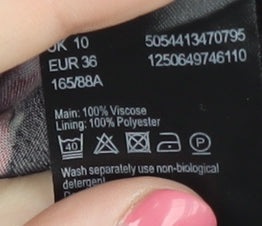 UK 10 5054413470795
EUR 36 1250649746110
165/88A
Main: 100% Viscose
Lining: 100% Polyester
40 P
Wash separately use non-biological
detergent